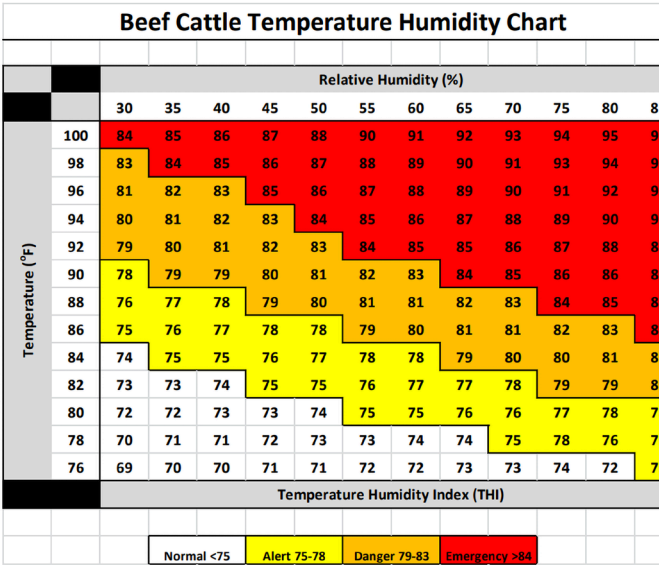 Beef Cattle Temperature Humidity Chart
Relative Humidity (%)
30 35 40 45 50 55 60 65 70 75 80
Temperature (°F)
100 84 85 86 87 88 90 91 92 93 94 95
98 83 84 85 86 87 88 89 90 91 93 94
96 81 82 83 85 86 87 88 89 90 91 92
94 80 81 82 83 84 85 86 87 88 89 90
92 79 80 81 82 83 84 85 85 86 87 88
90 78 79 79 80 81 82 83 84 85 86 86
88 76 77 78 79 80 81 81 82 83 84 85
86 75 76 77 78 78 79 80 81 81 82 83
84 74 75 75 76 77 78 78 79 80 80 81
82 73 73 74 75 75 76 77 77 78 79 79
80 72 72 73 73 74 75 75 76 76 77 78
78 70 71 71 72 73 73 74 74 75 78 76
76 69 70 70 71 71 72 72 73 73 74 72
Temperature Humidity Index (THI)
Normal <75 Alert 75-78 Danger 79-83 Emergency >84